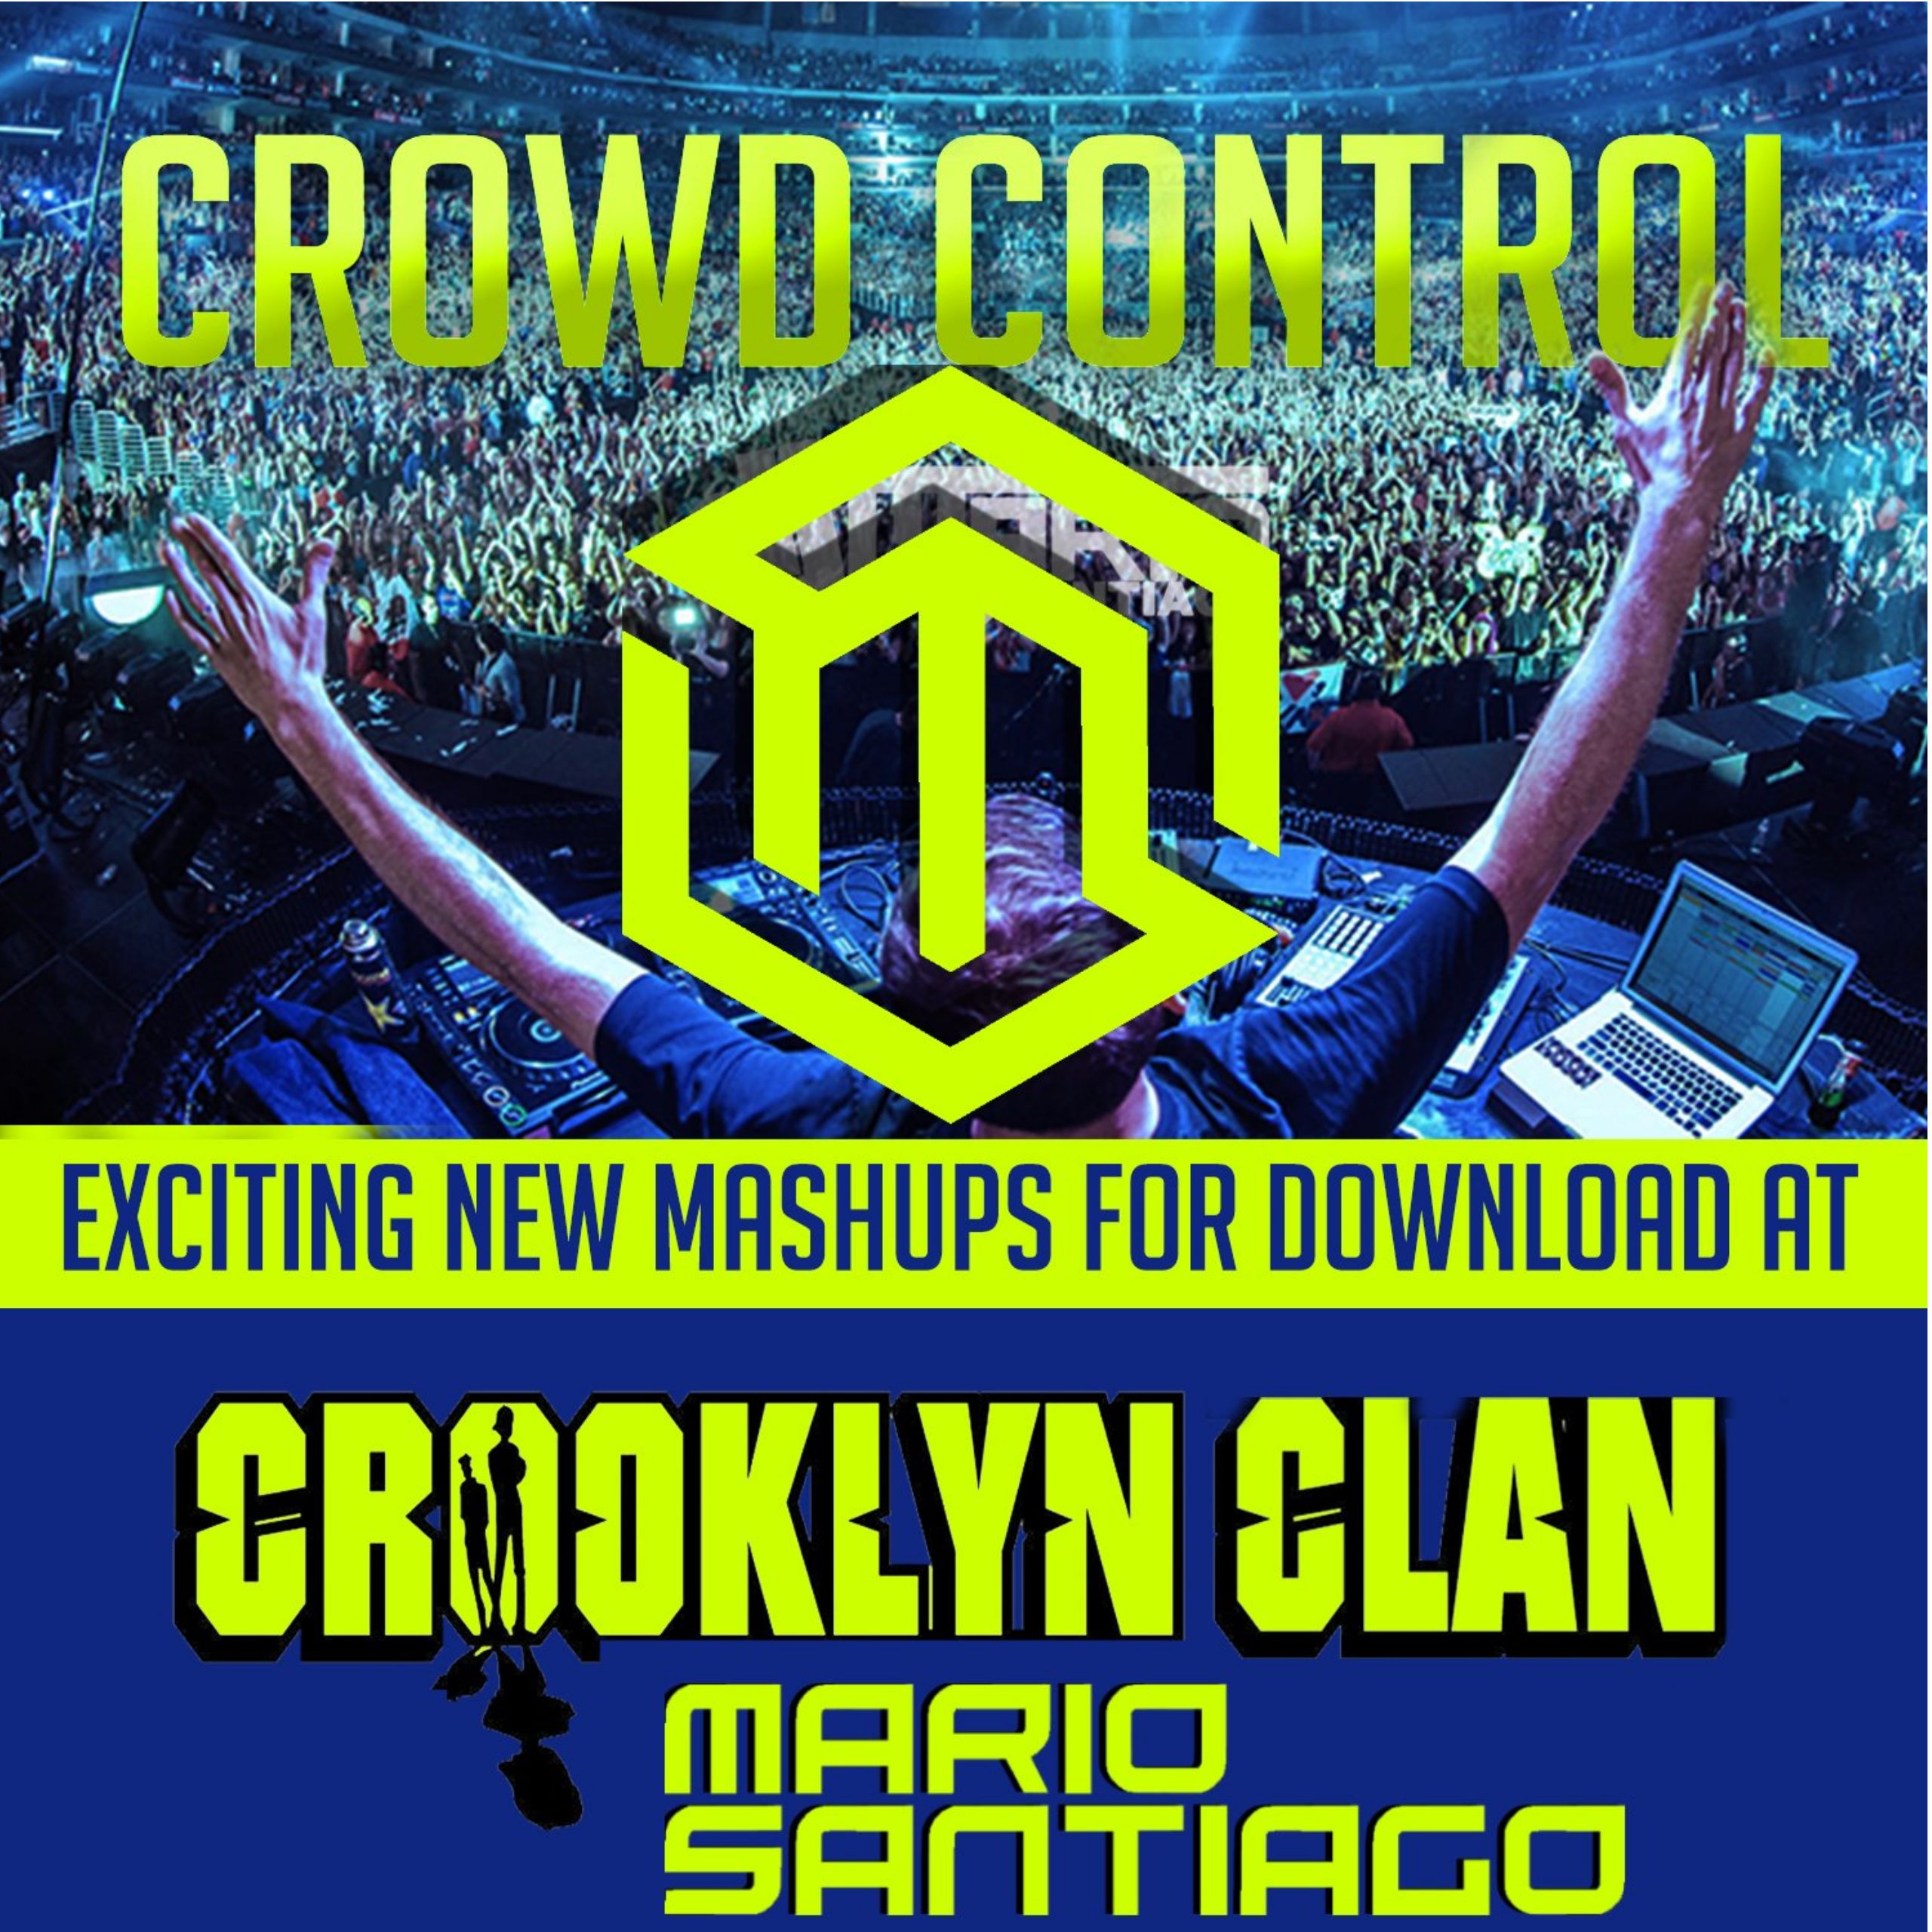 CROWD CONTROL
EXCITING NEW MASHUPS FOR DOWNLOAD AT
CROOKLYN CLAN
MARIO
SANTIAGO